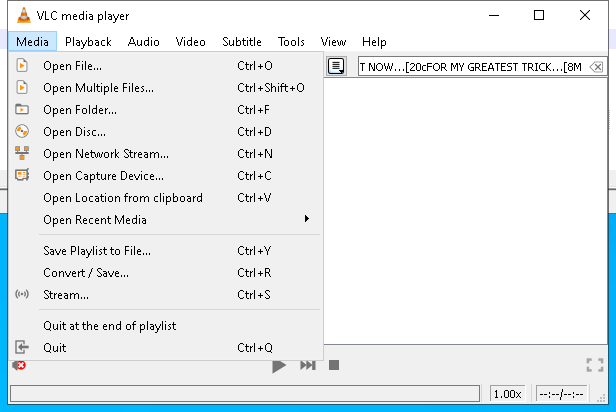 VLC media player
Media Playback Audio Video Subtitle Tools View Help
T NOW...[20cFOR MY GREATEST TRICK...[8M
Open File... Ctrl+O
Open Multiple Files... Ctrl+Shift+O
Open Folder... Ctrl+F
Open Disc... Ctrl+D
Open Network Stream... Ctrl+N
Open Capture Device... Ctrl+C
Open Location from clipboard Ctrl+V
Open Recent Media
Save Playlist to File... Ctrl+Y
Convert / Save... Ctrl+R
Stream... Ctrl+S
Quit at the end of playlist
Quit Ctrl+Q
1.00x --:--/--:--